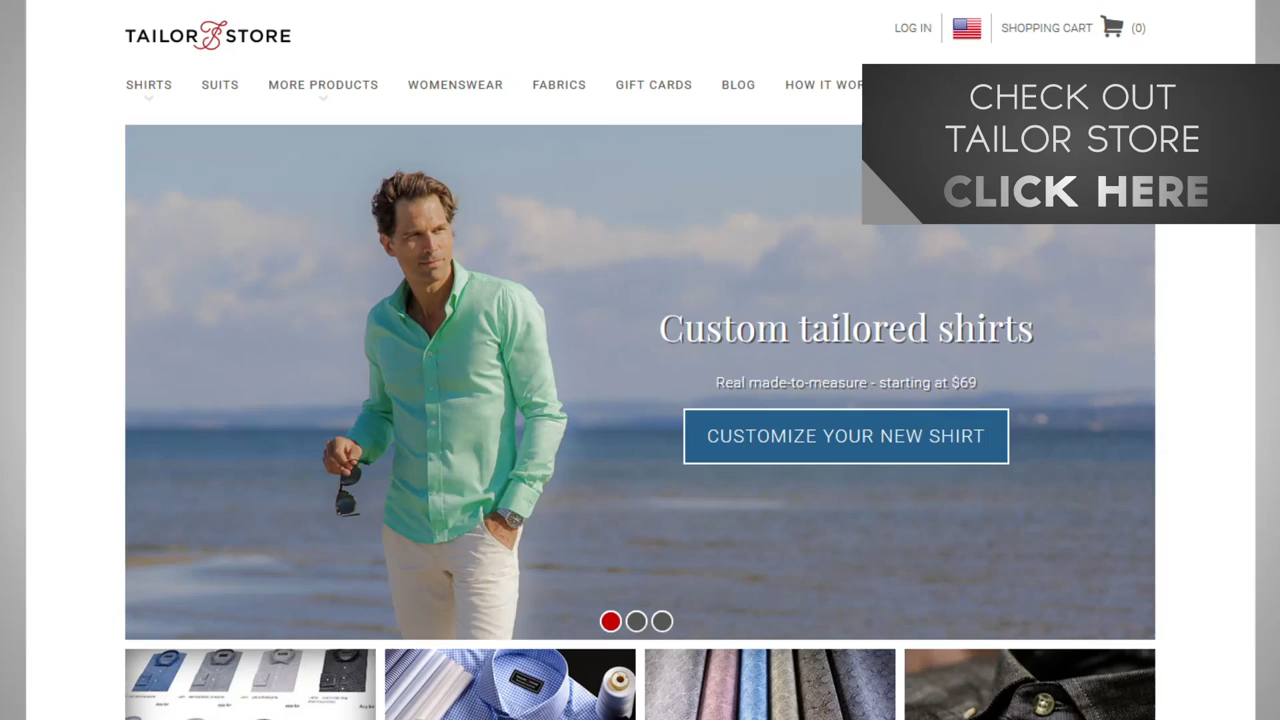 TAILOR STORE
LOG IN
SHOPPING CART (0)
SHIRTS SUITS MORE PRODUCTS WOMENSWEAR FABRICS GIFT CARDS BLOG HOW IT WOR
CHECK OUT
TAILOR STORE
CLICK HERE
Custom tailored shirts
Real made-to-measure - starting at $69
CUSTOMIZE YOUR NEW SHIRT